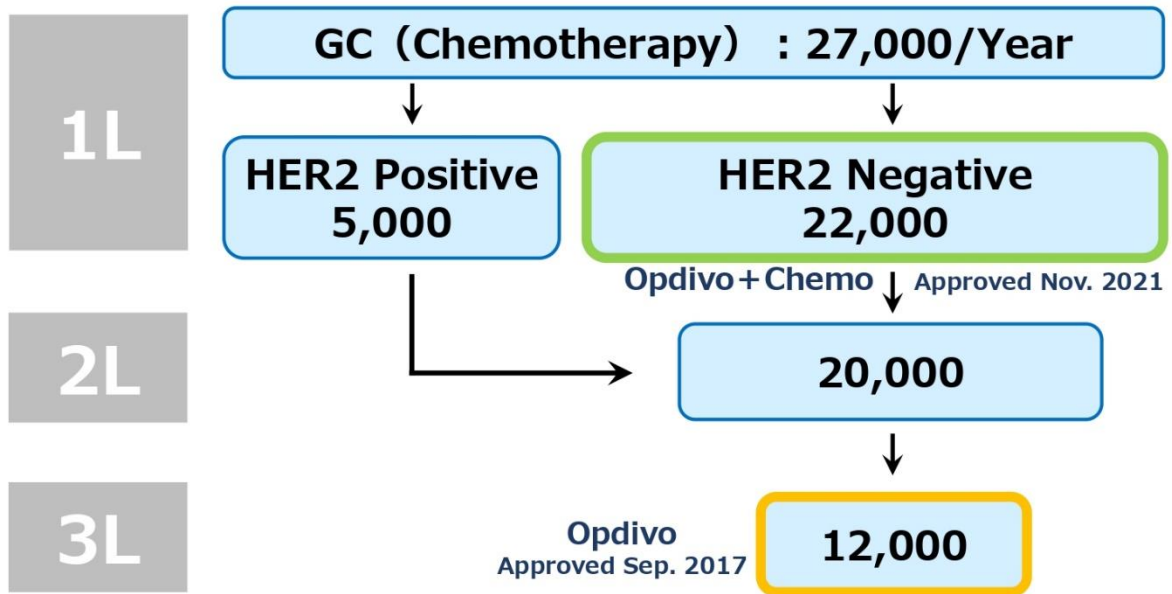 1L
GC（Chemotherapy）：27,000/Year
HER2 Positive
5,000
HER2 Negative
22,000
Opdivo+Chemo
Approved Nov. 2021
2L
20,000
3L
Opdivo
Approved Sep. 2017
12,000